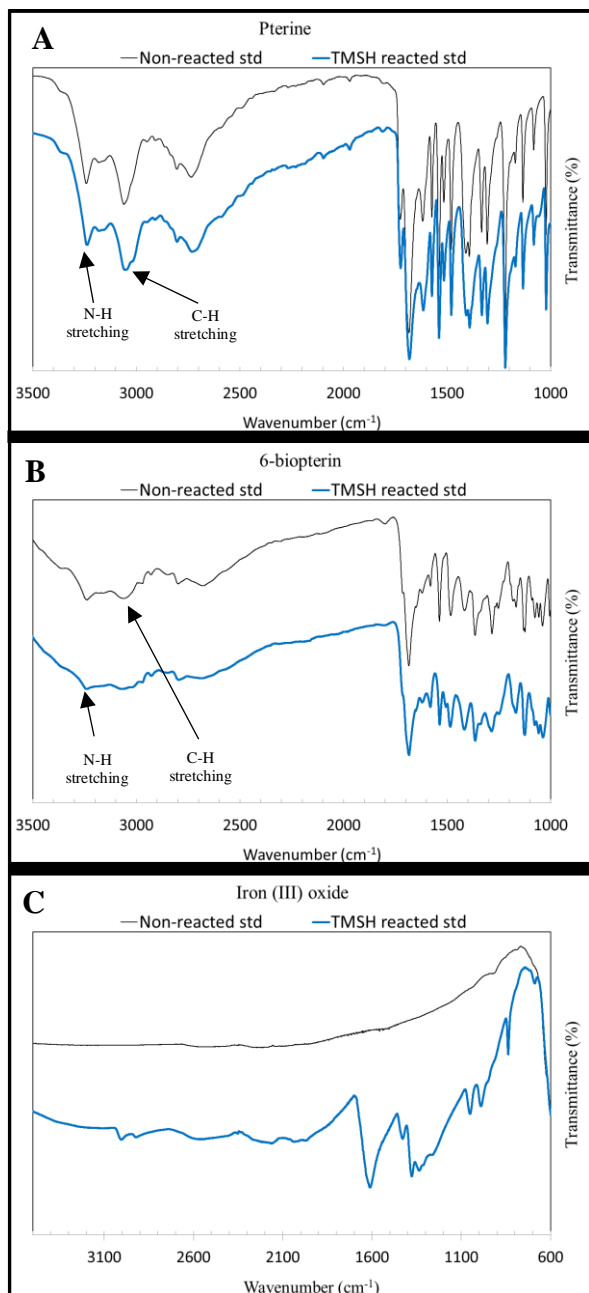 A
Pterine
Non-reacted std TMSH reacted std
N-H
stretching
C-H
stretching
Transmittance (%)
3500 3000 2500 2000 1500 1000
Wavenumber (cm⁻¹)
B
6-biopterin
Non-reacted std TMSH reacted std
N-H
stretching
C-H
stretching
Transmittance (%)
3500 3000 2500 2000 1500 1000
Wavenumber (cm⁻¹)
C
Iron (III) oxide
Non-reacted std TMSH reacted std
Transmittance (%)
3100 2600 2100 1600 1100 600
Wavenumber (cm⁻¹)